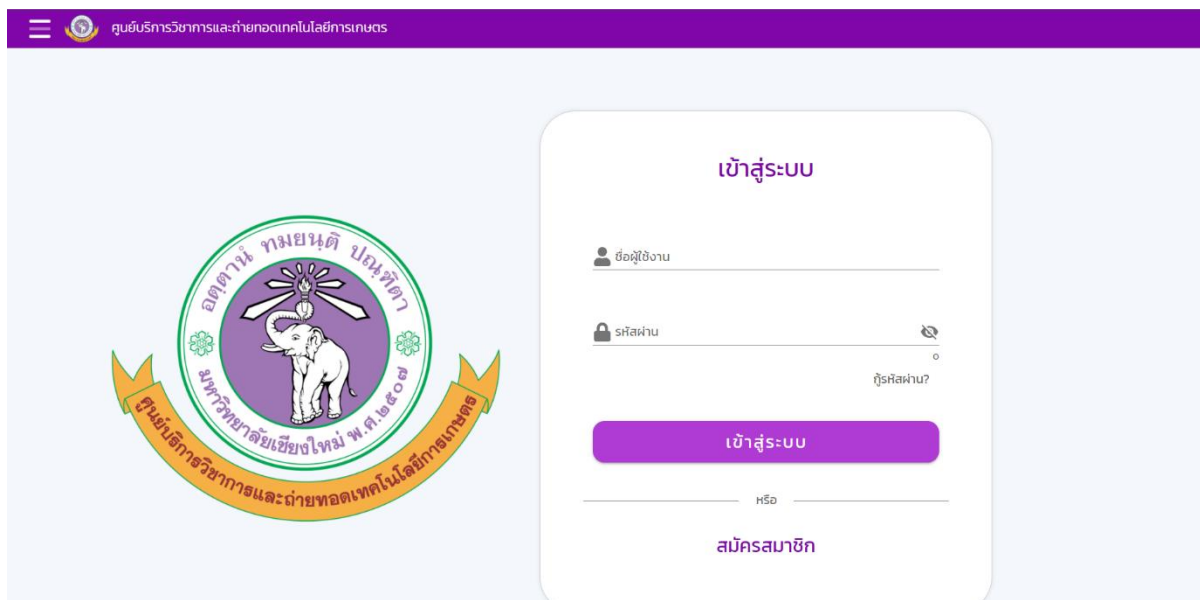 ศูนย์บริการวิชาการและถ่ายทอดเทคโนโลยีการเกษตร
เข้าสู่ระบบ
อตฺตานํ ทมยนฺติ ปณฺฑิตา
มหาวิทยาลัยเชียงใหม่ พ.ศ. ๒๕๐๗
ศูนย์บริการวิชาการและถ่ายทอดเทคโนโลยีการเกษตร
ชื่อผู้ใช้งาน
รหัสผ่าน
0
กู้รหัสผ่าน?
เข้าสู่ระบบ
หรือ
สมัครสมาชิก